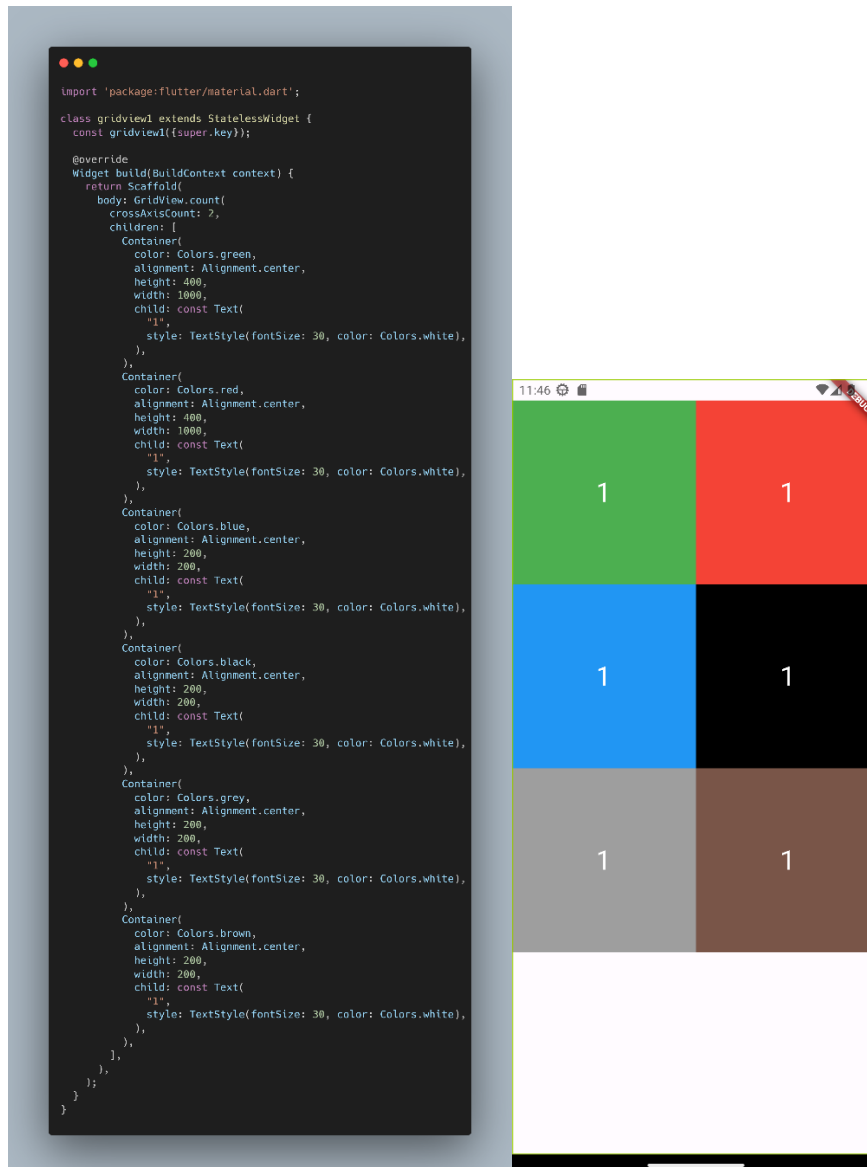 import 'package:flutter/material.dart';
class gridview1 extends StatelessWidget {
const gridview1({super.key});
@override
Widget build(BuildContext context) {
return Scaffold(
body: GridView.count(
crossAxisCount: 2,
children: [
Container(
color: Colors.green,
alignment: Alignment.center,
height: 400,
width: 1000,
child: const Text(
"1",
style: TextStyle(fontSize: 30, color: Colors.white),
),
),
Container(
color: Colors.red,
alignment: Alignment.center,
height: 400,
width: 1000,
child: const Text(
"1",
style: TextStyle(fontSize: 30, color: Colors.white),
),
),
Container(
color: Colors.blue,
alignment: Alignment.center,
height: 200,
width: 200,
child: const Text(
"1",
style: TextStyle(fontSize: 30, color: Colors.white),
),
),
Container(
color: Colors.black,
alignment: Alignment.center,
height: 200,
width: 200,
child: const Text(
"1",
style: TextStyle(fontSize: 30, color: Colors.white),
),
),
Container(
color: Colors.grey,
alignment: Alignment.center,
height: 200,
width: 200,
child: const Text(
"1",
style: TextStyle(fontSize: 30, color: Colors.white),
),
),
Container(
color: Colors.brown,
alignment: Alignment.center,
height: 200,
width: 200,
child: const Text(
"1",
style: TextStyle(fontSize: 30, color: Colors.white),
),
),
],
),
);
}
}
11:46
1 1
1 1
1 1